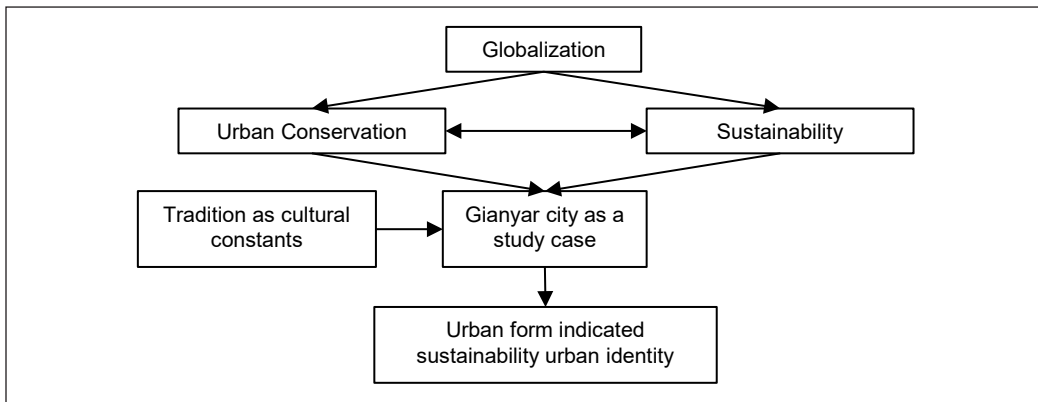 Globalization
Urban Conservation
Sustainability
Tradition as cultural
constants
Gianyar city as a
study case
Urban form indicated
sustainability urban identity